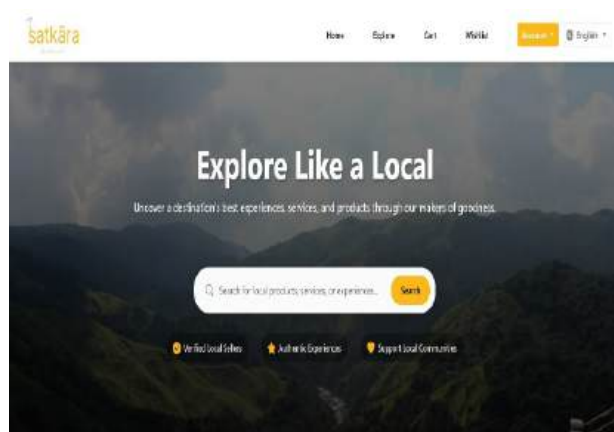 satkāra
Home Explore Cart Wishlist English
Explore Like a Local
Uncover a destination's best experiences, services, and products through our makers of goodness.
Search for local products, services, or experiences... Search
Verified Local Sellers Authentic Experiences Support Local Communities